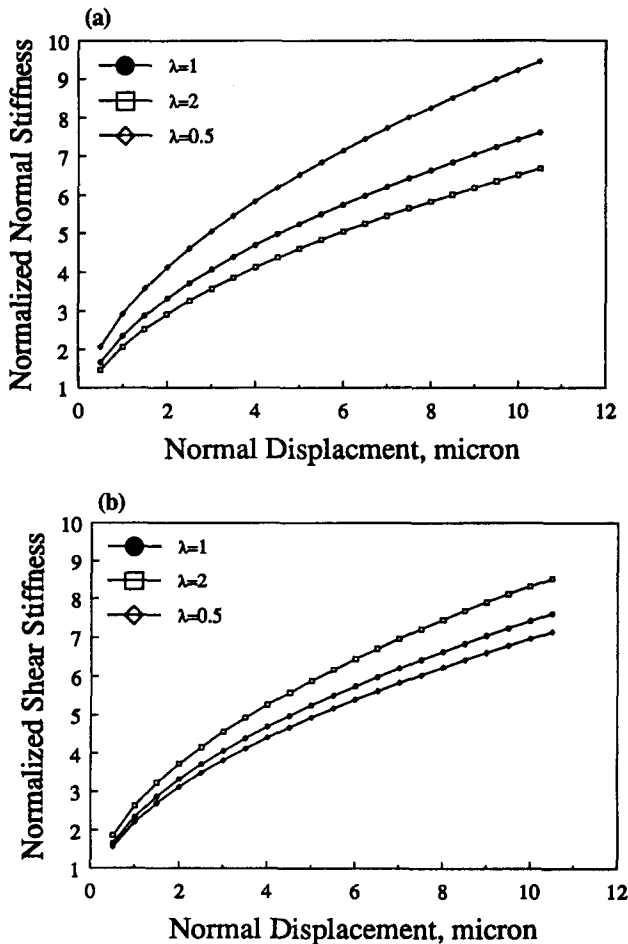 (a)
10
9
8
7
6
5
4
3
2
1
Normalized Normal Stiffness
λ=1
λ=2
λ=0.5
0 2 4 6 8 10 12
Normal Displacment, micron
(b)
10
9
8
7
6
5
4
3
2
1
Normalized Shear Stiffness
λ=1
λ=2
λ=0.5
0 2 4 6 8 10 12
Normal Displacement, micron